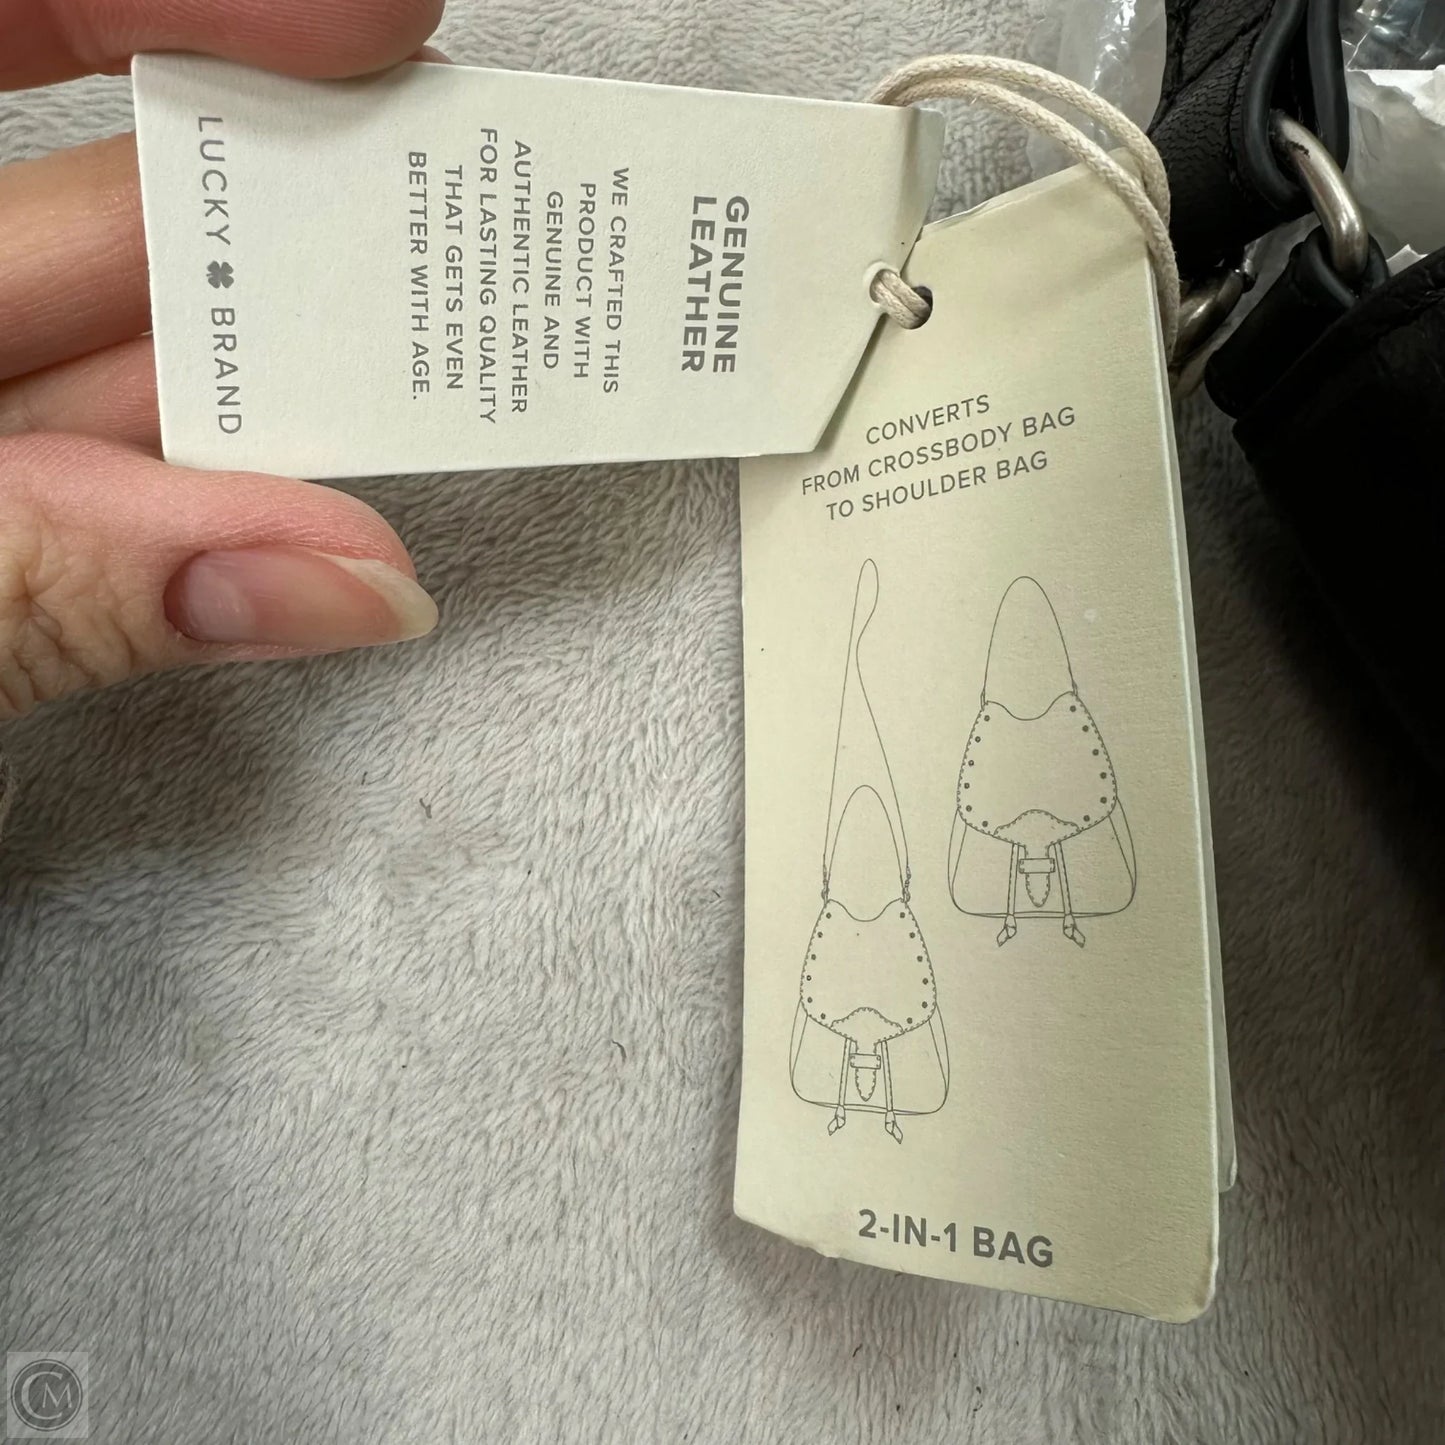 GENUINE
LEATHER
WE CRAFTED THIS
PRODUCT WITH
GENUINE AND
AUTHENTIC LEATHER
FOR LASTING QUALITY
THAT GETS EVEN
BETTER WITH AGE.
LUCKY BRAND
CONVERTS
FROM CROSSBODY BAG
TO SHOULDER BAG
2-IN-1 BAG
CM